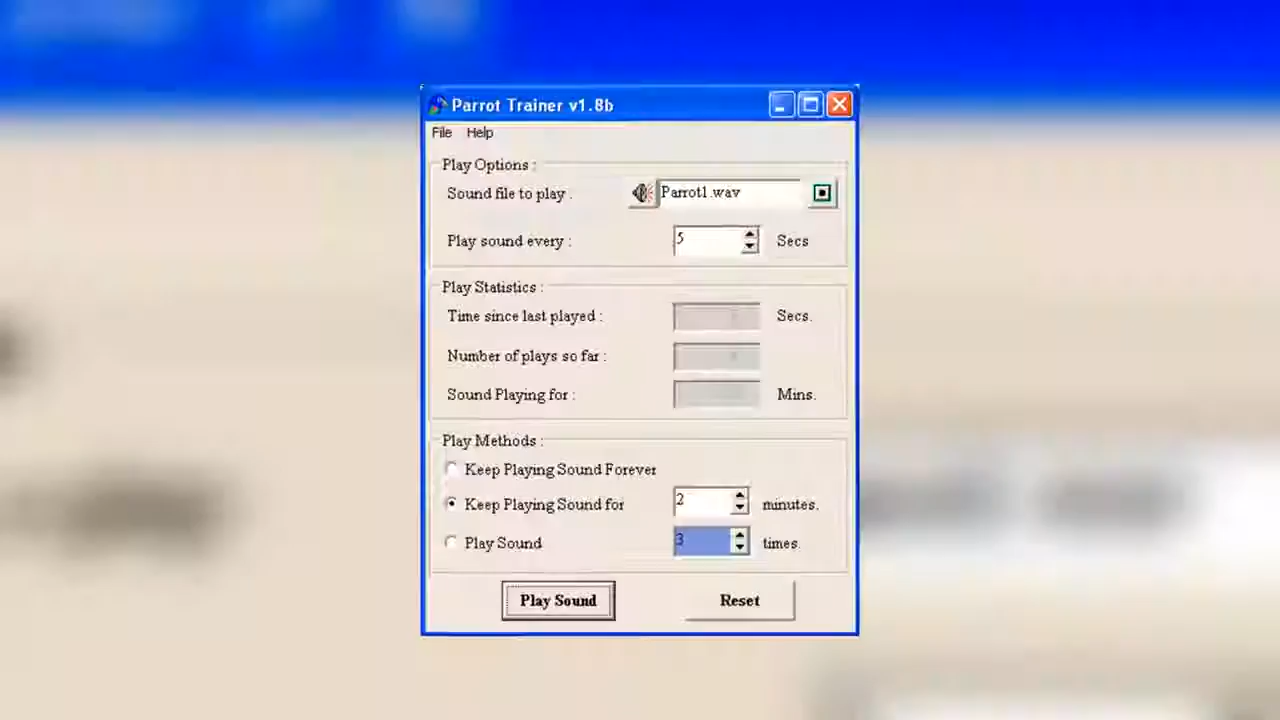 Parrot Trainer v1.8b
File Help
Play Options :
Sound file to play : Parrot1.wav
Play sound every : 5 Secs
Play Statistics :
Time since last played : Secs.
Number of plays so far :
Sound Playing for : Mins.
Play Methods :
Keep Playing Sound Forever
Keep Playing Sound for 2 minutes.
Play Sound 3 times.
Play Sound Reset